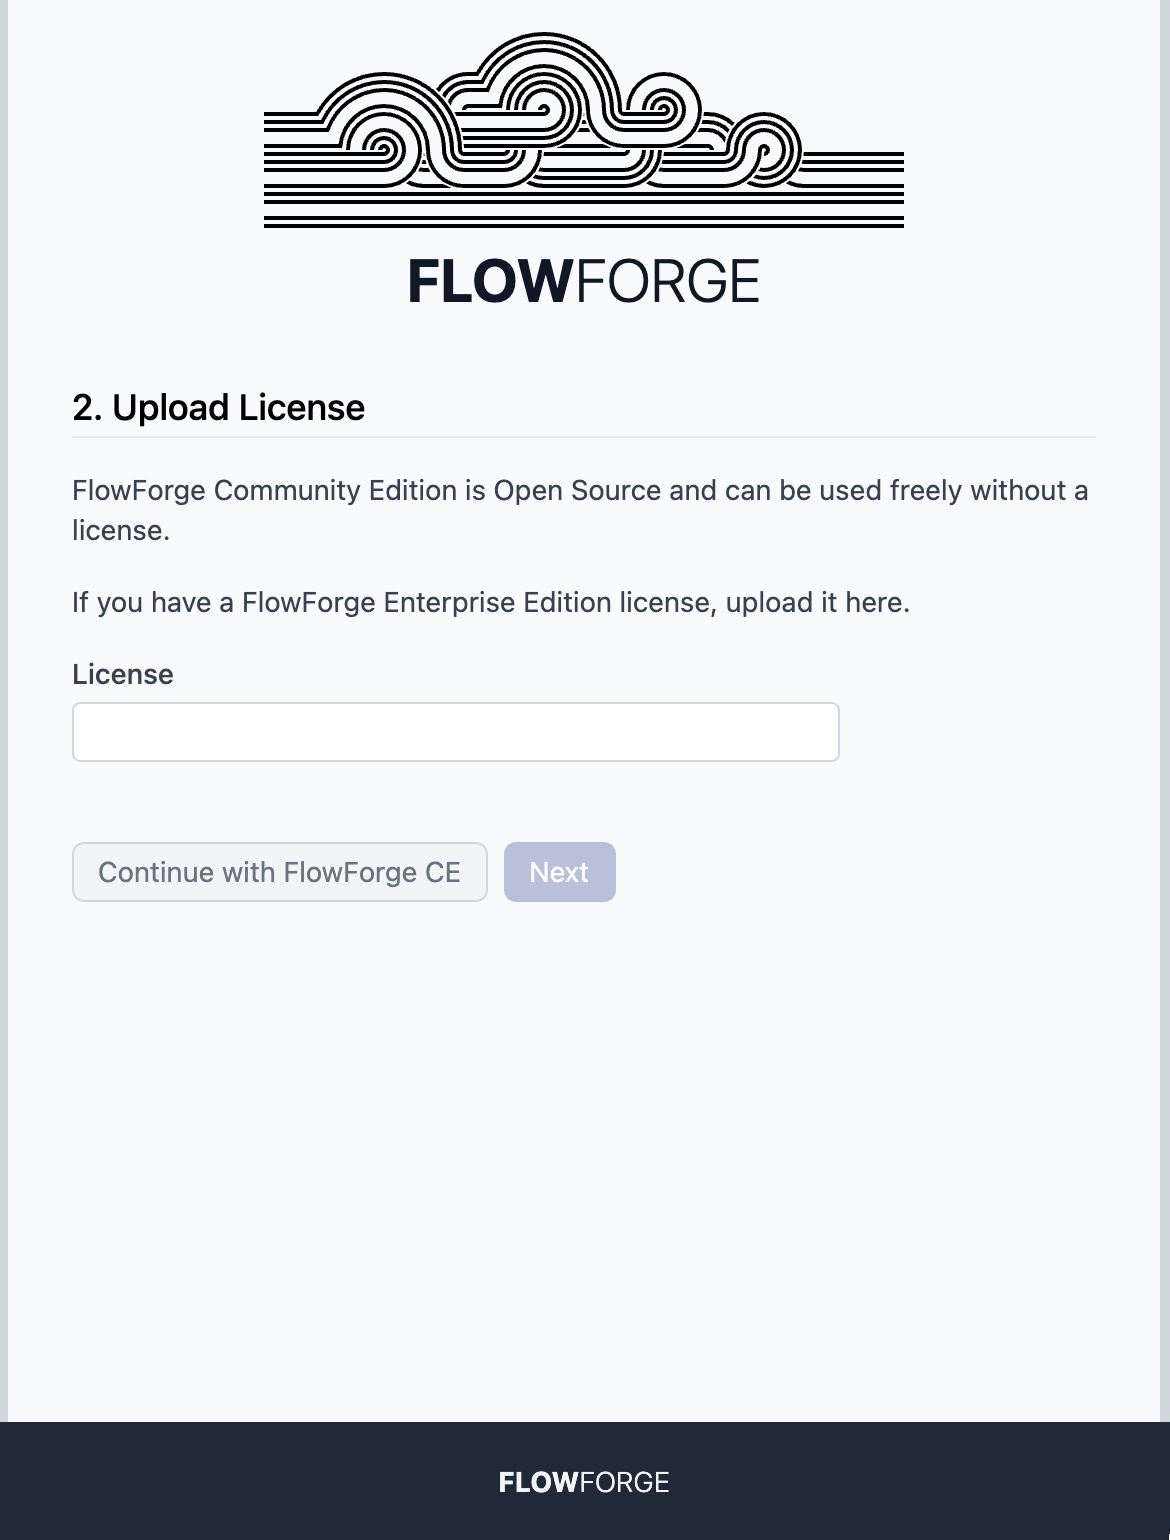 FLOWFORGE
2. Upload License
FlowForge Community Edition is Open Source and can be used freely without a
license.
If you have a FlowForge Enterprise Edition license, upload it here.
License
Continue with FlowForge CE
Next
FLOWFORGE